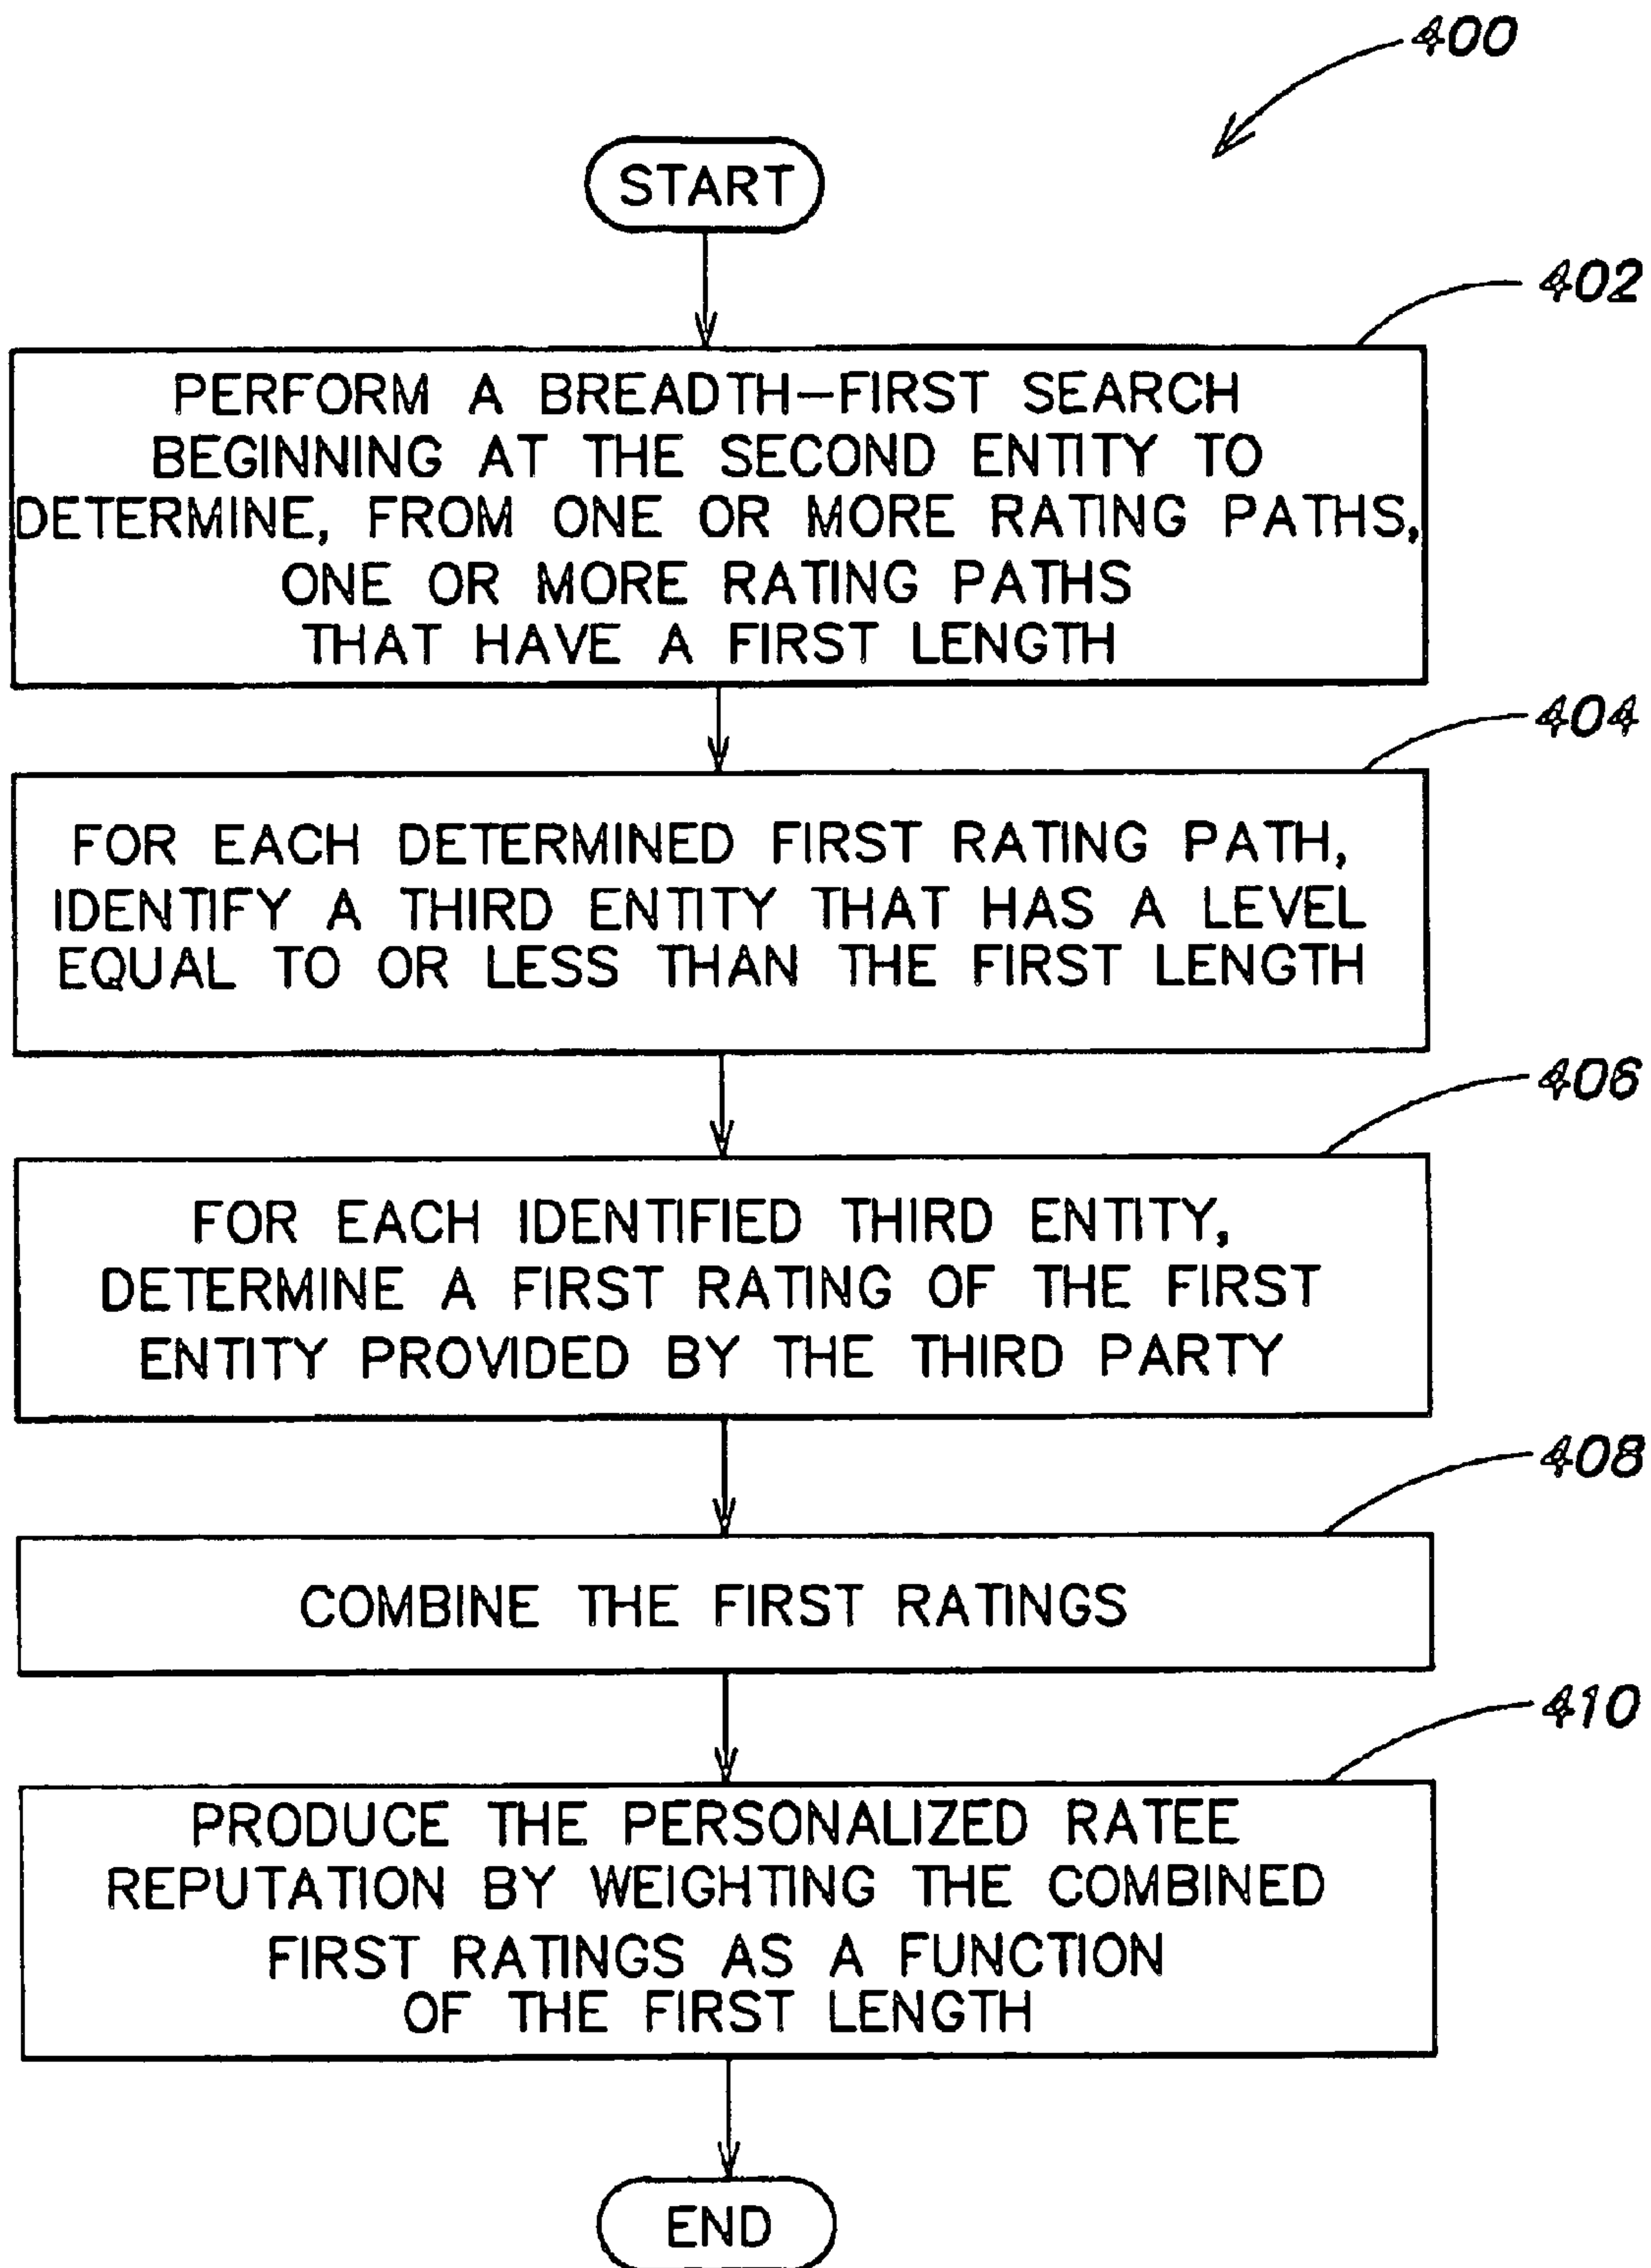 400
START
402
PERFORM A BREADTH-FIRST SEARCH
BEGINNING AT THE SECOND ENTITY TO
DETERMINE, FROM ONE OR MORE RATING PATHS,
ONE OR MORE RATING PATHS
THAT HAVE A FIRST LENGTH
404
FOR EACH DETERMINED FIRST RATING PATH,
IDENTIFY A THIRD ENTITY THAT HAS A LEVEL
EQUAL TO OR LESS THAN THE FIRST LENGTH
406
FOR EACH IDENTIFIED THIRD ENTITY,
DETERMINE A FIRST RATING OF THE FIRST
ENTITY PROVIDED BY THE THIRD PARTY
408
COMBINE THE FIRST RATINGS
410
PRODUCE THE PERSONALIZED RATEE
REPUTATION BY WEIGHTING THE COMBINED
FIRST RATINGS AS A FUNCTION
OF THE FIRST LENGTH
END